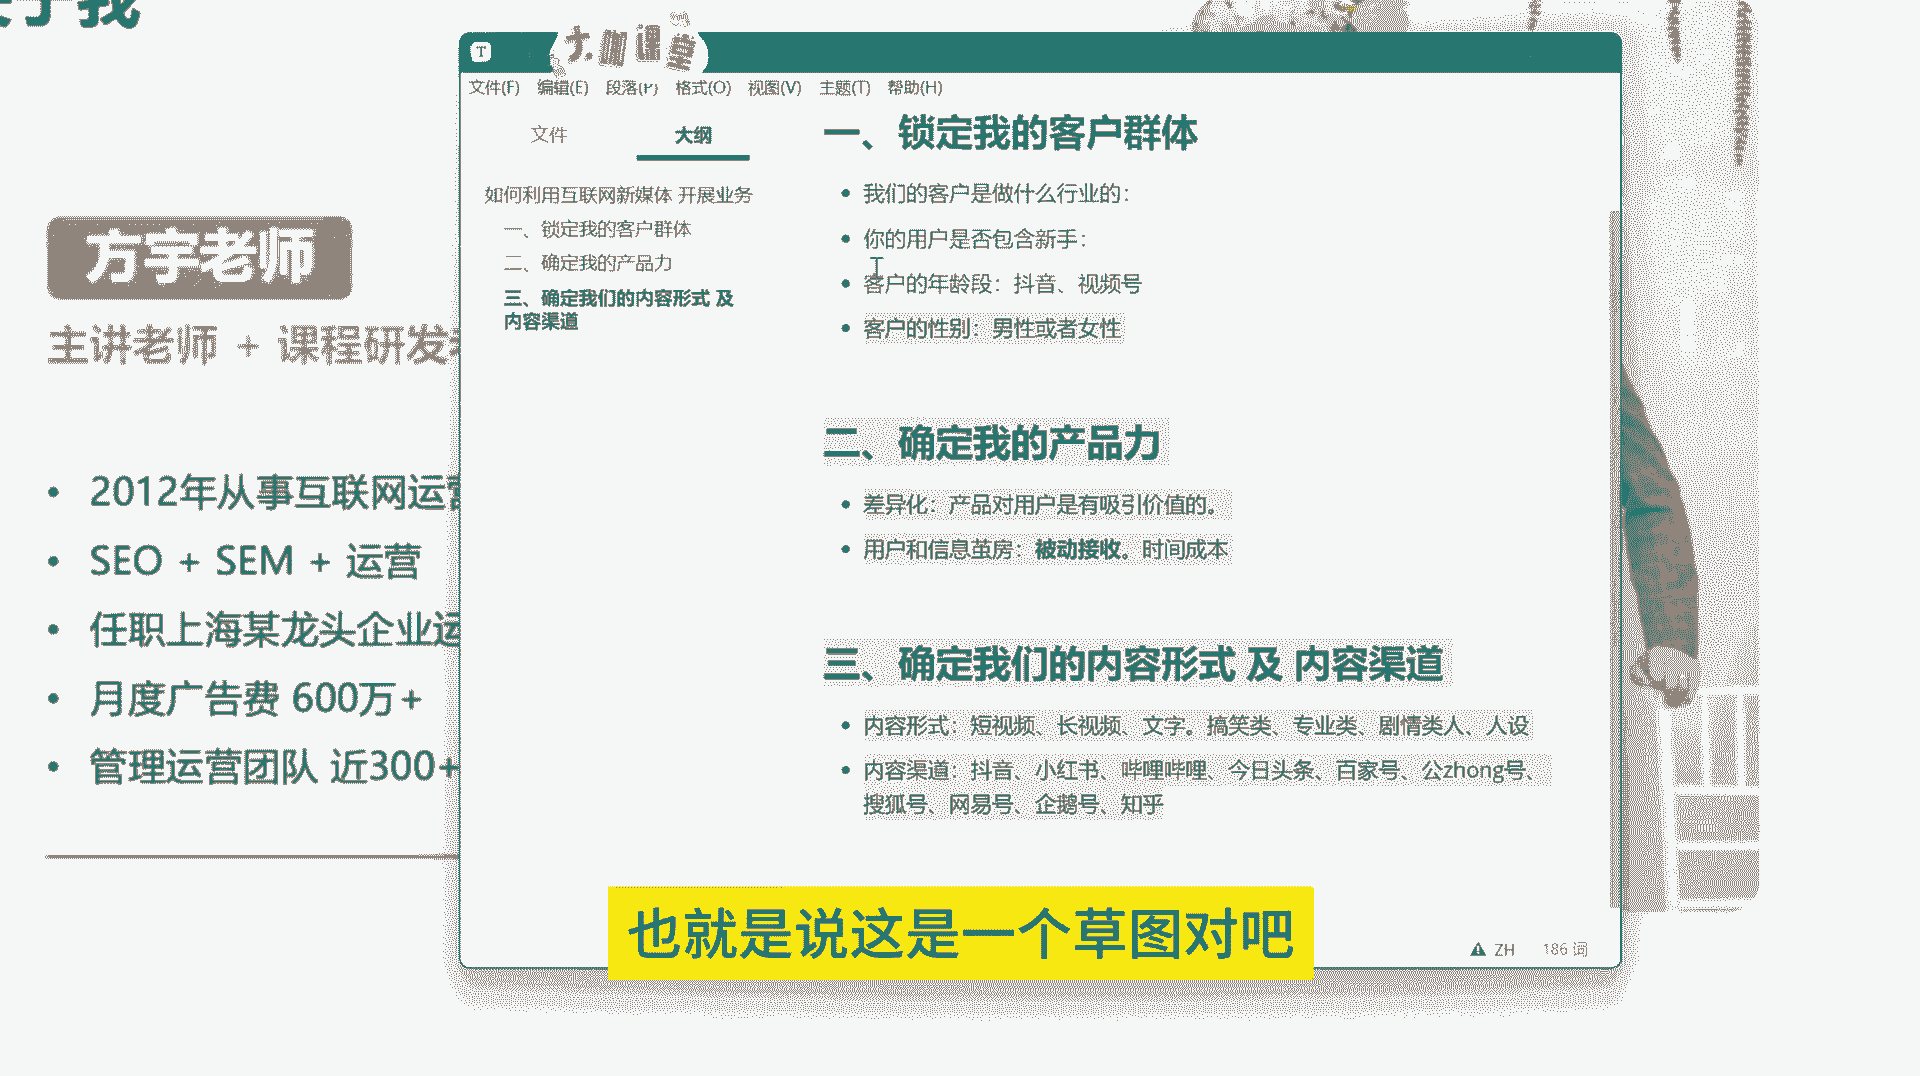 关于我
方宇老师
主讲老师 + 课程研发
2012年从事互联网运营
SEO + SEM + 运营
任职上海某龙头企业运
月度广告费 600万+
管理运营团队 近300+
T
大咖课堂
文件(F) 编辑(E) 段落(P) 格式(O) 视图(V) 主题(T) 帮助(H)
文件 大纲
如何利用互联网新媒体 开展业务
一、锁定我的客户群体
二、确定我的产品力
三、确定我们的内容形式 及
内容渠道
一、锁定我的客户群体
我们的客户是做什么行业的：
你的用户是否包含新手：
客户的年龄段：抖音、视频号
客户的性别：男性或者女性
二、确定我的产品力
差异化：产品对用户是有吸引价值的。
用户和信息茧房：被动接收。时间成本
三、确定我们的内容形式 及 内容渠道
内容形式：短视频、长视频、文字。搞笑类、专业类、剧情类人、人设
内容渠道：抖音、小红书、哔哩哔哩、今日头条、百家号、公zhong号、
搜狐号、网易号、企鹅号、知乎
ZH 186 词
也就是说这是一个草图对吧